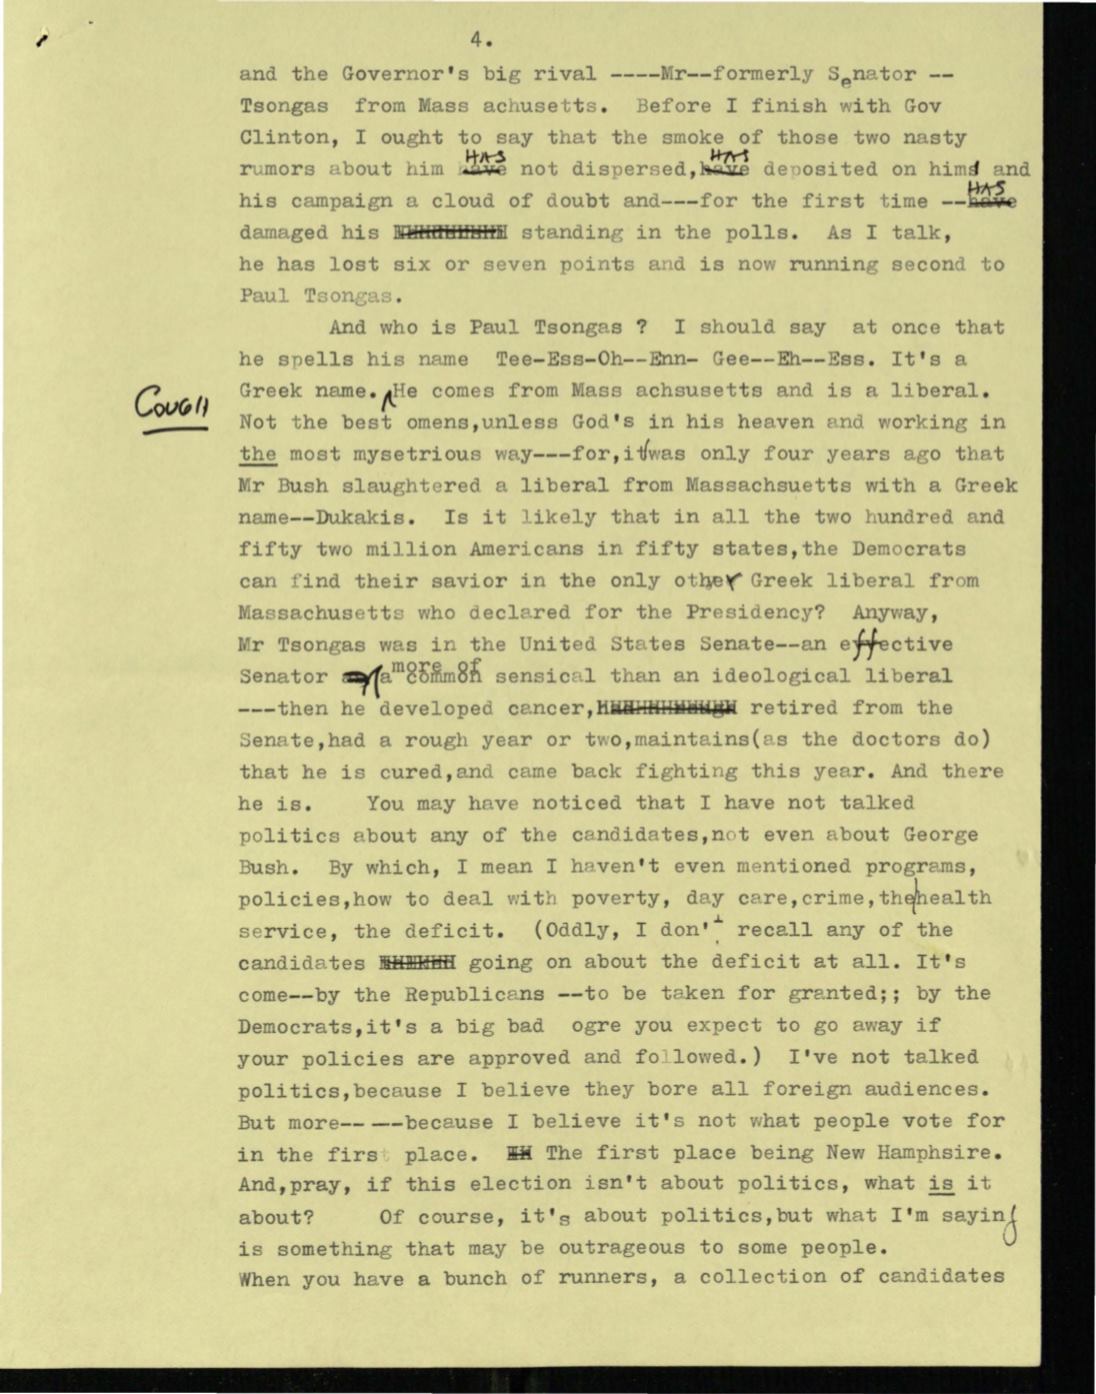 4.
and the Governor's big rival ----Mr--formerly Senator --
Tsongas  from Mass achusetts.  Before I finish with Gov
Clinton, I ought to say that the smoke of those two nasty
HAS HAS
rumors about him have not dispersed,have deposited on him and
HAS
his campaign a cloud of doubt and---for the first time --have
damaged his standing in the polls.  As I talk,
he has lost six or seven points and is now running second to
Paul Tsongas.
And who is Paul Tsongas ?  I should say  at once that
he spells his name  Tee-Ess-Oh--Enn- Gee--Eh--Ess. It's a
Cough Greek name. He comes from Mass achsusetts and is a liberal.
Not the best omens,unless God's in his heaven and working in
the most mysetrious way---for,it was only four years ago that
Mr Bush slaughtered a liberal from Massachsuetts with a Greek
name--Dukakis.  Is it likely that in all the two hundred and
fifty two million Americans in fifty states,the Democrats
can find their savior in the only other Greek liberal from
Massachusetts who declared for the Presidency?  Anyway,
Mr Tsongas was in the United States Senate--an effective
more of
Senator a common sensical than an ideological liberal
---then he developed cancer, retired from the
Senate,had a rough year or two,maintains(as the doctors do)
that he is cured,and came back fighting this year. And there
he is.    You may have noticed that I have not talked
politics about any of the candidates,not even about George
Bush.  By which, I mean I haven't even mentioned programs,
policies,how to deal with poverty, day care,crime,the health
service, the deficit.  (Oddly, I don't recall any of the
candidates going on about the deficit at all. It's
come--by the Republicans --to be taken for granted;; by the
Democrats,it's a big bad  ogre you expect to go away if
your policies are approved and followed.)  I've not talked
politics,because I believe they bore all foreign audiences.
But more-- --because I believe it's not what people vote for
in the first place.  The first place being New Hamphsire.
And,pray, if this election isn't about politics, what is it
about?    Of course, it's about politics,but what I'm saying
is something that may be outrageous to some people.
When you have a bunch of runners, a collection of candidates